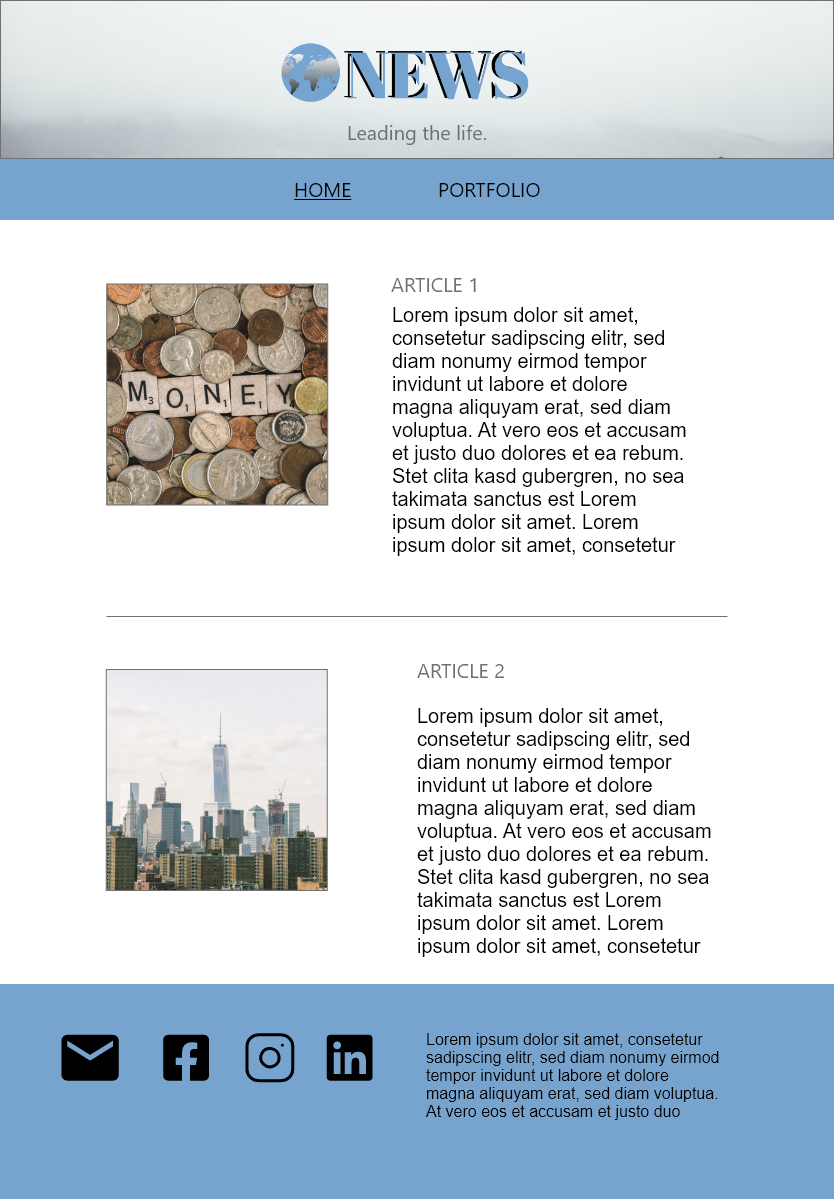 NEWS
Leading the life.
HOME PORTFOLIO
MONEY
ARTICLE 1
Lorem ipsum dolor sit amet,
consetetur sadipscing elitr, sed
diam nonumy eirmod tempor
invidunt ut labore et dolore
magna aliquyam erat, sed diam
voluptua. At vero eos et accusam
et justo duo dolores et ea rebum.
Stet clita kasd gubergren, no sea
takimata sanctus est Lorem
ipsum dolor sit amet. Lorem
ipsum dolor sit amet, consetetur
ARTICLE 2
Lorem ipsum dolor sit amet,
consetetur sadipscing elitr, sed
diam nonumy eirmod tempor
invidunt ut labore et dolore
magna aliquyam erat, sed diam
voluptua. At vero eos et accusam
et justo duo dolores et ea rebum.
Stet clita kasd gubergren, no sea
takimata sanctus est Lorem
ipsum dolor sit amet. Lorem
ipsum dolor sit amet, consetetur
Lorem ipsum dolor sit amet, consetetur
sadipscing elitr, sed diam nonumy eirmod
tempor invidunt ut labore et dolore
magna aliquyam erat, sed diam voluptua.
At vero eos et accusam et justo duo